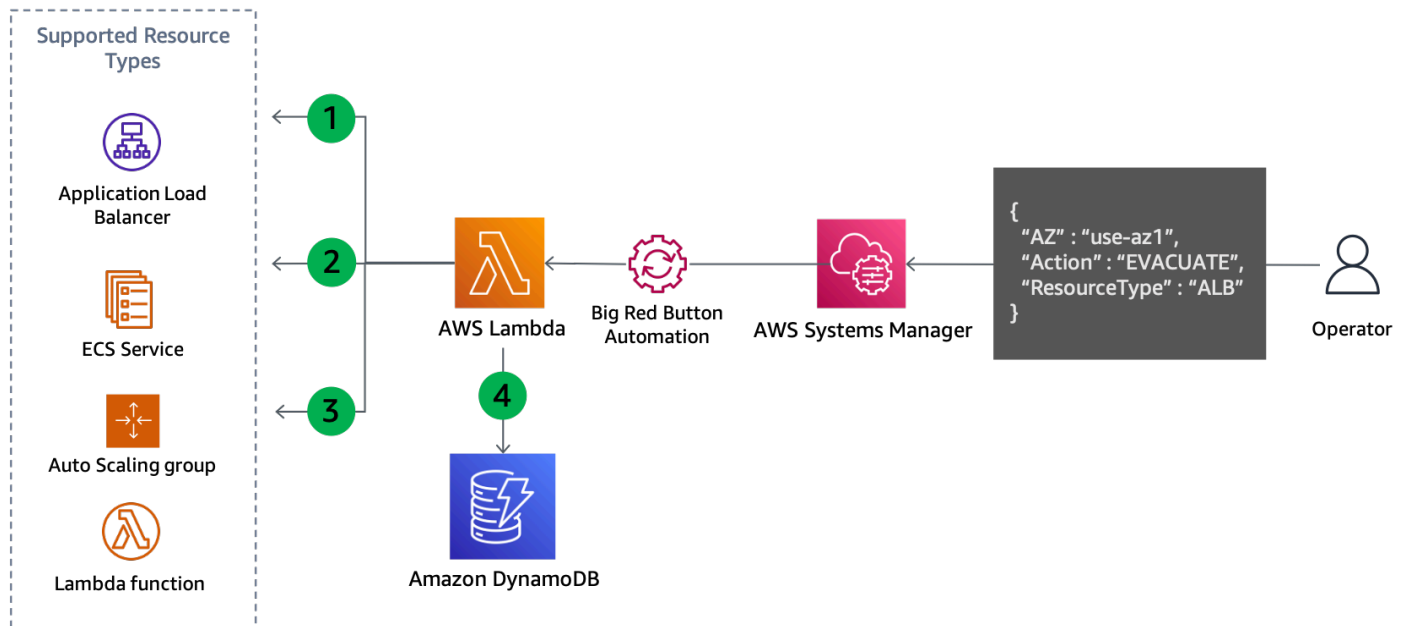 Supported Resource
Types
Application Load
Balancer
ECS Service
Auto Scaling group
Lambda function
1
2
3
AWS Lambda
4
Amazon DynamoDB
Big Red Button
Automation
AWS Systems Manager
{
“AZ” : “use-az1”,
“Action” : “EVACUATE”,
“ResourceType” : “ALB”
}
Operator